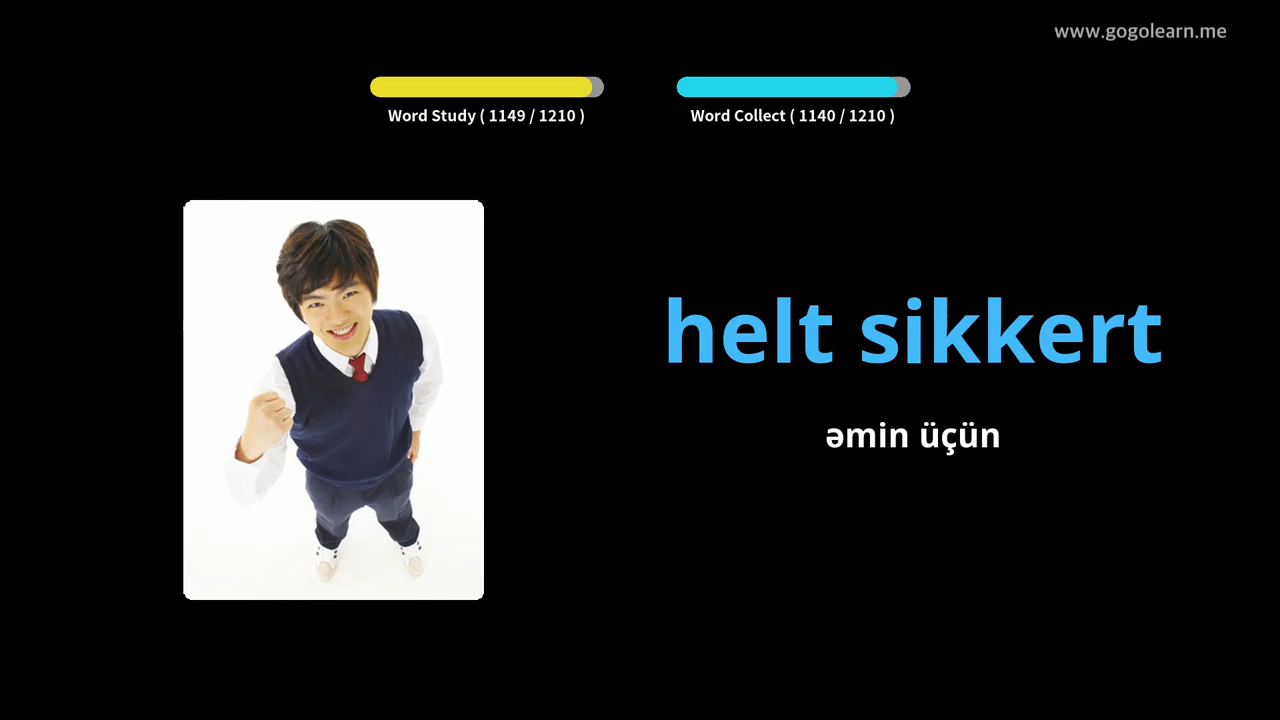 www.gogolearn.me
Word Study ( 1149 / 1210 )
Word Collect ( 1140 / 1210 )
helt sikkert
əmin üçün